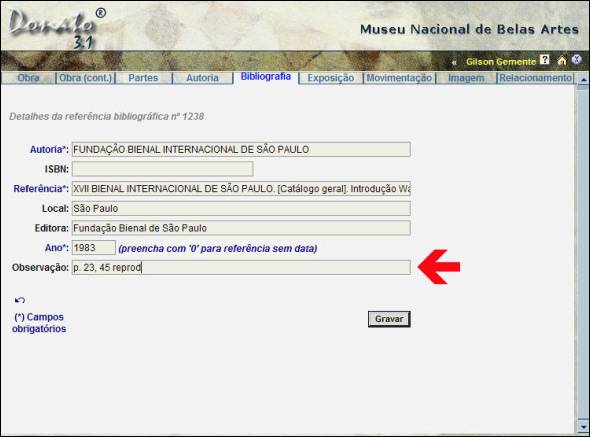 Donato ®
3.1
Museu Nacional de Belas Artes
« Gilson Gemente ?
Obra Obra (cont.) Partes Autoria Bibliografia Exposição Movimentação Imagem Relacionamento
Detalhes da referência bibliográfica nº 1238
Autoria*: FUNDAÇÃO BIENAL INTERNACIONAL DE SÃO PAULO
ISBN:
Referência*: XVII BIENAL INTERNACIONAL DE SÃO PAULO. [Catálogo geral]. Introdução Wa
Local: São Paulo
Editora: Fundação Bienal de São Paulo
Ano*: 1983 (preencha com '0' para referência sem data)
Observação: p. 23, 45 reprod
(*) Campos
obrigatórios
Gravar